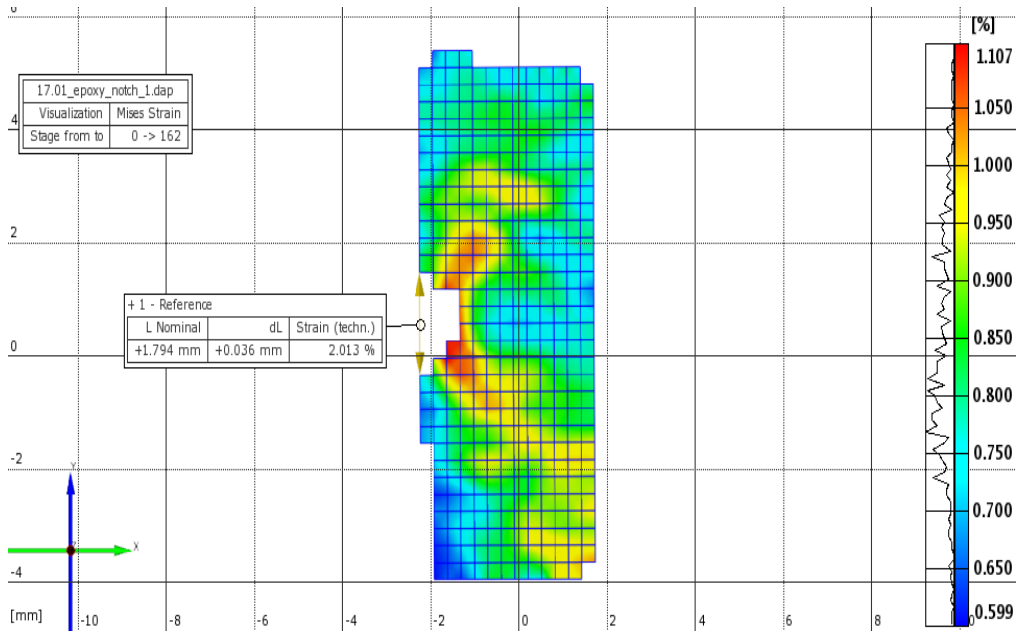 6
[%]
17.01_epoxy_notch_1.dap
Visualization Mises Strain
Stage from to 0 -> 162
1.107
1.050
1.000
0.950
0.900
0.850
0.800
0.750
0.700
0.650
0.599
4
2
+ 1 - Reference
L Nominal dL Strain (techn.)
+1.794 mm +0.036 mm 2.013 %
0
-2
Y
Z X
-4
[mm] -10 -8 -6 -4 -2 0 2 4 6 8 10